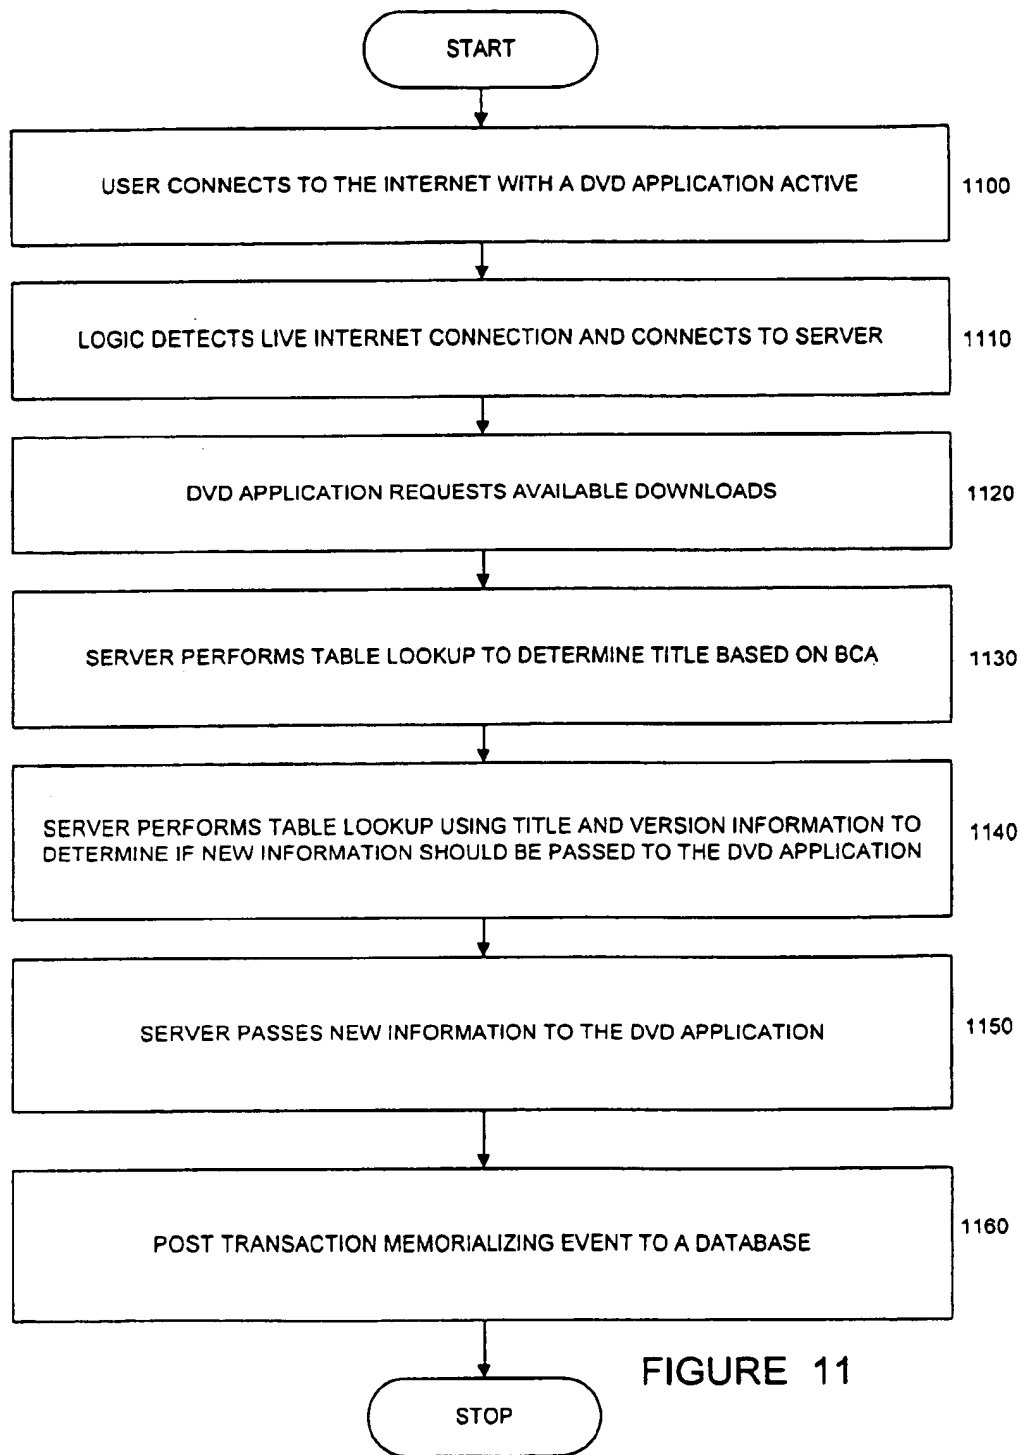 START
USER CONNECTS TO THE INTERNET WITH A DVD APPLICATION ACTIVE
1100
LOGIC DETECTS LIVE INTERNET CONNECTION AND CONNECTS TO SERVER
1110
DVD APPLICATION REQUESTS AVAILABLE DOWNLOADS
1120
SERVER PERFORMS TABLE LOOKUP TO DETERMINE TITLE BASED ON BCA
1130
SERVER PERFORMS TABLE LOOKUP USING TITLE AND VERSION INFORMATION TO
DETERMINE IF NEW INFORMATION SHOULD BE PASSED TO THE DVD APPLICATION
1140
SERVER PASSES NEW INFORMATION TO THE DVD APPLICATION
1150
POST TRANSACTION MEMORIALIZING EVENT TO A DATABASE
1160
FIGURE 11
STOP